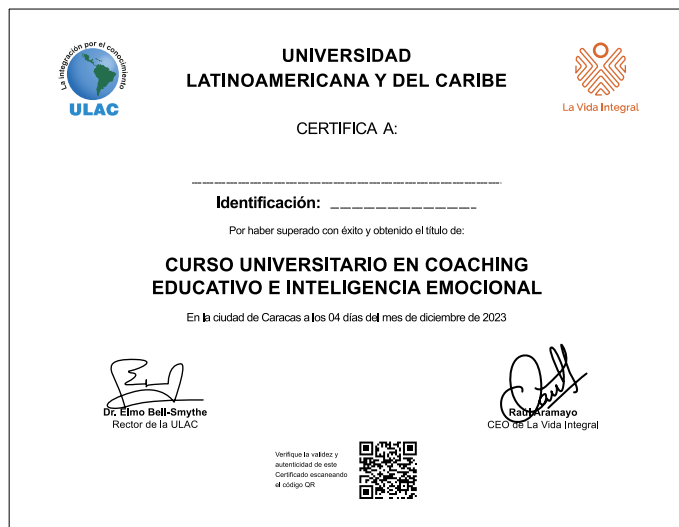 La integración por el conocimiento
ULAC
UNIVERSIDAD
LATINOAMERICANA Y DEL CARIBE
La Vida Integral
CERTIFICA A:
Identificación:
Por haber superado con éxito y obtenido el título de:
CURSO UNIVERSITARIO EN COACHING
EDUCATIVO E INTELIGENCIA EMOCIONAL
En la ciudad de Caracas a los 04 días del mes de diciembre de 2023
Dr. Elmo Bell-Smythe
Rector de la ULAC
Raúl Aramayo
CEO de La Vida Integral
Verifique la validez y
autenticidad de este
Certificado escaneando
el código QR